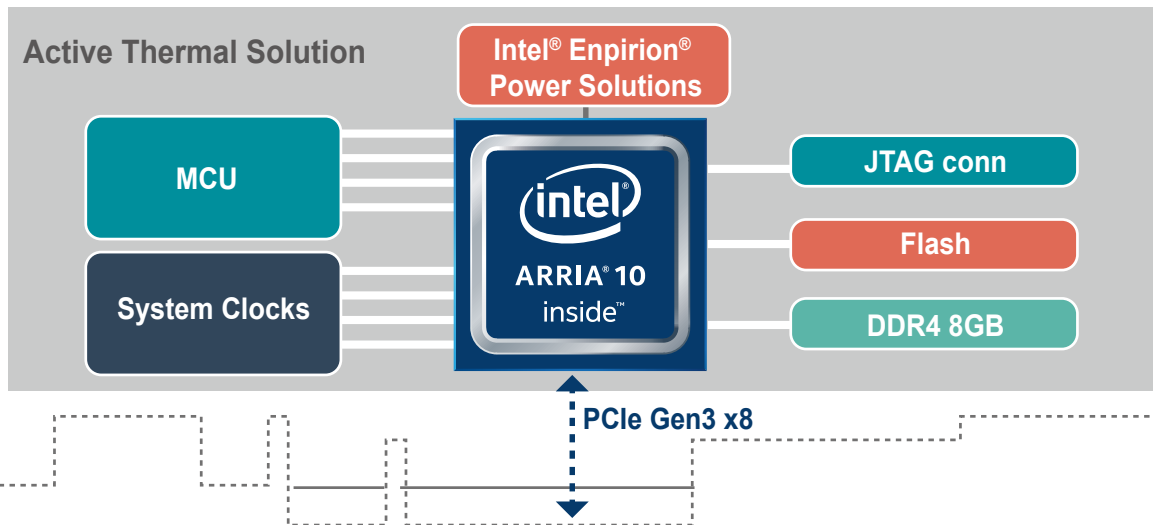 Active Thermal Solution
Intel® Enpirion®
Power Solutions
MCU
System Clocks
intel®
ARRIA® 10
inside™
JTAG conn
Flash
DDR4 8GB
PCIe Gen3 x8